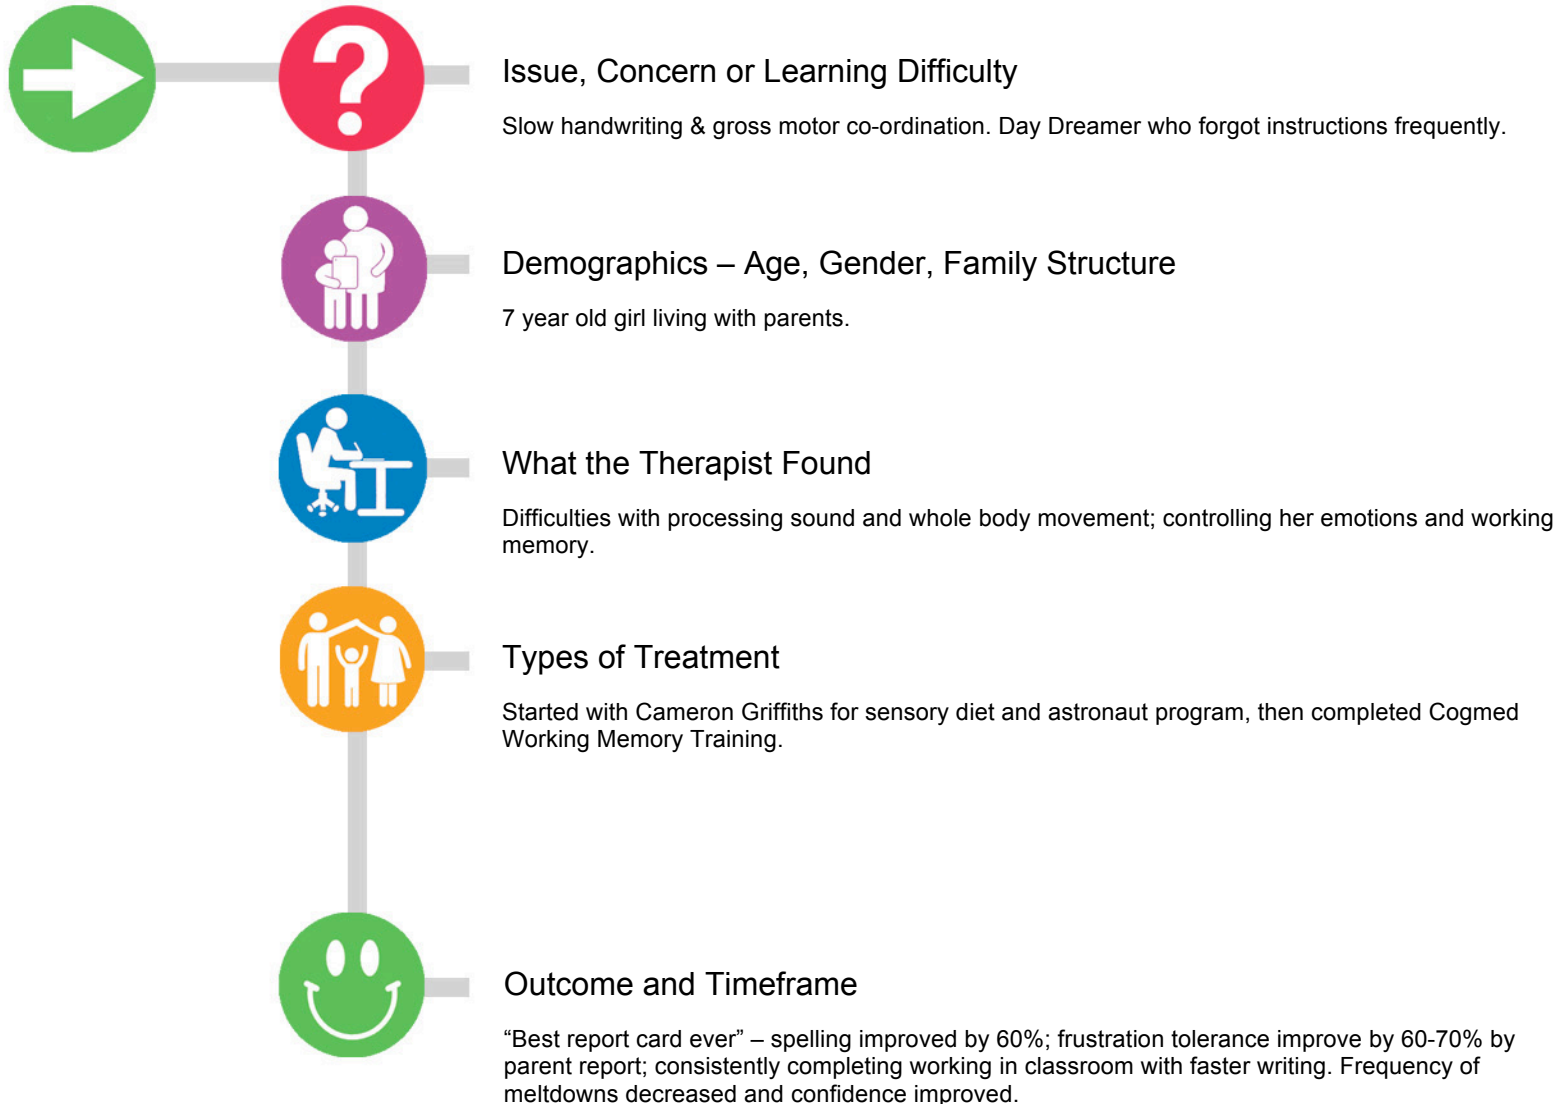 ?
Issue, Concern or Learning Difficulty
Slow handwriting & gross motor co-ordination. Day Dreamer who forgot instructions frequently.
Demographics – Age, Gender, Family Structure
7 year old girl living with parents.
What the Therapist Found
Difficulties with processing sound and whole body movement; controlling her emotions and working
memory.
Types of Treatment
Started with Cameron Griffiths for sensory diet and astronaut program, then completed Cogmed
Working Memory Training.
Outcome and Timeframe
“Best report card ever” – spelling improved by 60%; frustration tolerance improve by 60-70% by
parent report; consistently completing working in classroom with faster writing. Frequency of
meltdowns decreased and confidence improved.